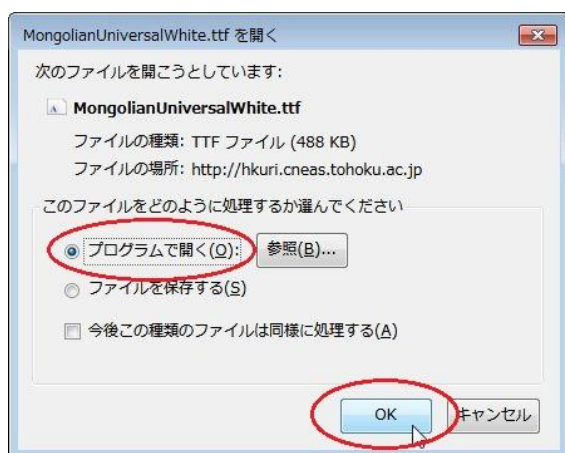 MongolianUniversalWhite.ttf を開く
次のファイルを開こうとしています:
MongolianUniversalWhite.ttf
ファイルの種類: TTF ファイル (488 KB)
ファイルの場所: http://hkuri.cneas.tohoku.ac.jp
このファイルをどのように処理するか選んでください
プログラムで開く(O): 参照(B)...
ファイルを保存する(S)
今後この種類のファイルは同様に処理する(A)
OK キャンセル